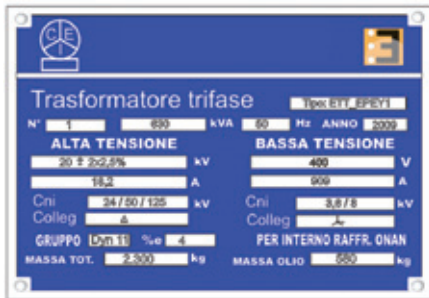 CEI
Trasformatore trifase Tipo: ETT_EPEY1
N° 1 630 kVA 50 Hz ANNO 2009
ALTA TENSIONE BASSA TENSIONE
20 ± 2x2,5% kV 400 V
18,2 A 909 A
Cni 24/50/125 kV Cni 3,6/8 kV
Colleg Δ Colleg
GRUPPO Dyn 11 %e 4 PER INTERNO RAFFR. ONAN
MASSA TOT. 2.300 kg MASSA OLIO 550 kg